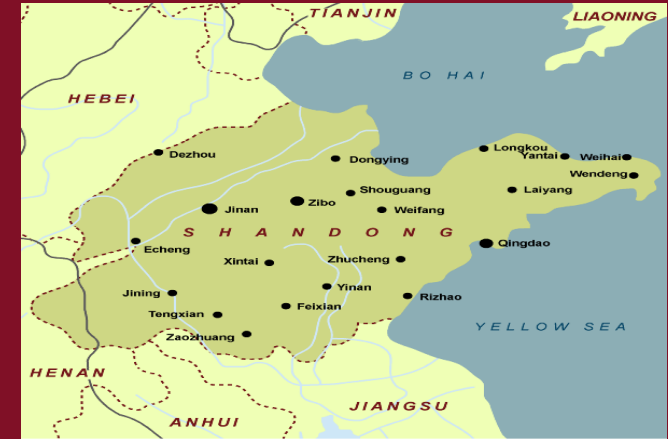 TIANJIN
LIAONING
BO HAI
HEBEI
Longkou
Yantai
Weihai
Dezhou
Dongying
Wendeng
Shouguang
Laiyang
Zibo
Jinan
Weifang
SHANDONG
Qingdao
Echeng
Xintai
Zhucheng
Yinan
Jining
Rizhao
Feixian
Tengxian
YELLOW SEA
Zaozhuang
HENAN
JIANGSU
ANHUI